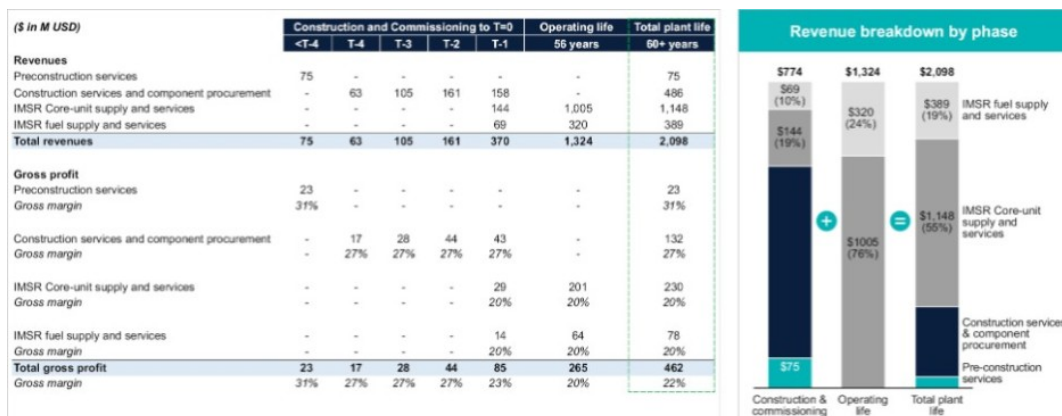 ($ in M USD) Construction and Commissioning to T=0 Operating life Total plant life
<T-4 T-4 T-3 T-2 T-1 56 years 60+ years
Revenues
Preconstruction services 75 - - - - - 75
Construction services and component procurement - 63 105 161 158 - 486
IMSR Core-unit supply and services - - - - 144 1,005 1,148
IMSR fuel supply and services - - - - 69 320 389
Total revenues 75 63 105 161 370 1,324 2,098
Gross profit
Preconstruction services 23 - - - - - 23
Gross margin 31% - - - - - 31%
Construction services and component procurement - 17 28 44 43 - 132
Gross margin - 27% 27% 27% 27% - 27%
IMSR Core-unit supply and services - - - - 29 201 230
Gross margin - - - - 20% 20% 20%
IMSR fuel supply and services - - - - 14 64 78
Gross margin - - - - 20% 20% 20%
Total gross profit 23 17 28 44 85 265 462
Gross margin 31% 27% 27% 27% 23% 20% 22%
Revenue breakdown by phase
$774 $1,324 $2,098
$69
(10%)
$144
(19%)
$75
+
$320
(24%)
$1005
(76%)
=
$389
(19%)
$1,148
(55%)
IMSR fuel supply
and services
IMSR Core-unit
supply and
services
Construction services
& component
procurement
Pre-construction
services
Construction &
commissioning
Operating
life
Total plant
life